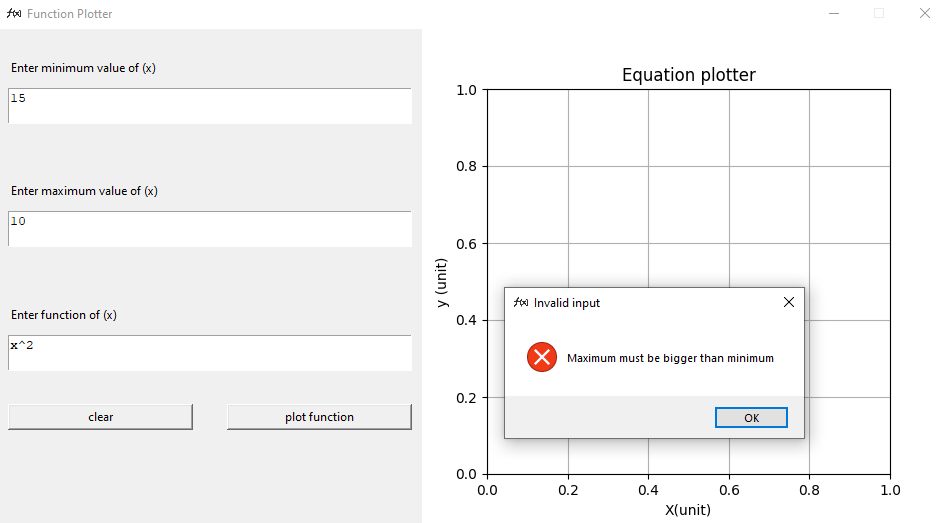 f(x) Function Plotter
Enter minimum value of (x)
15
Enter maximum value of (x)
10
Enter function of (x)
x^2
clear
plot function
Equation plotter
1.0
0.8
0.6
0.4
0.2
0.0
y (unit)
0.0 0.2 0.4 0.6 0.8 1.0
X(unit)
f(x) Invalid input
Maximum must be bigger than minimum
OK